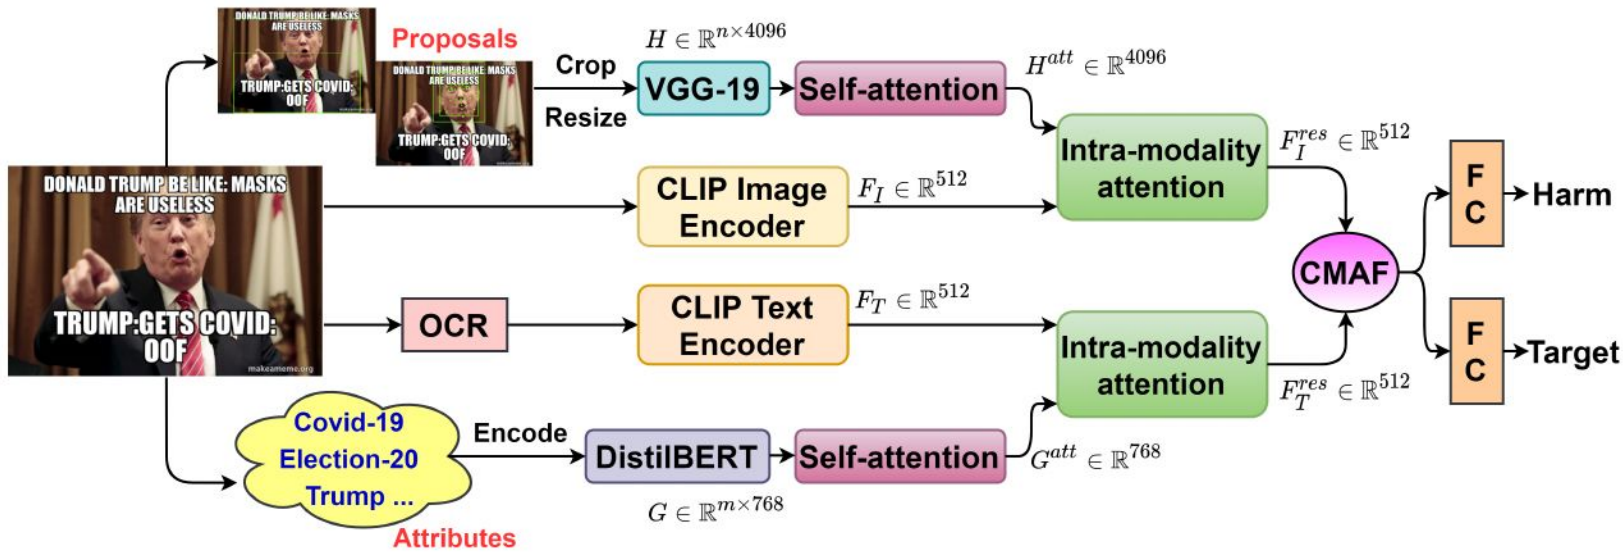 DONALD TRUMP BE LIKE: MASKS
ARE USELESS
TRUMP:GETS COVID:
OOF
makeameme.org
Proposals
DONALD TRUMP BE LIKE: MASKS
ARE USELESS
TRUMP:GETS COVID:
OOF
Crop
Resize
H ∈ ℝ^{n×4096}
VGG-19
Self-attention
H^{att} ∈ ℝ^{4096}
DONALD TRUMP BE LIKE: MASKS
ARE USELESS
TRUMP:GETS COVID:
OOF
makeameme.org
CLIP Image
Encoder
F_I ∈ ℝ^{512}
Intra-modality
attention
F_I^{res} ∈ ℝ^{512}
OCR
CLIP Text
Encoder
F_T ∈ ℝ^{512}
Intra-modality
attention
F_T^{res} ∈ ℝ^{512}
CMAF
F
C
Harm
F
C
Target
Covid-19
Election-20
Trump ...
Attributes
Encode
DistilBERT
G ∈ ℝ^{m×768}
Self-attention
G^{att} ∈ ℝ^{768}